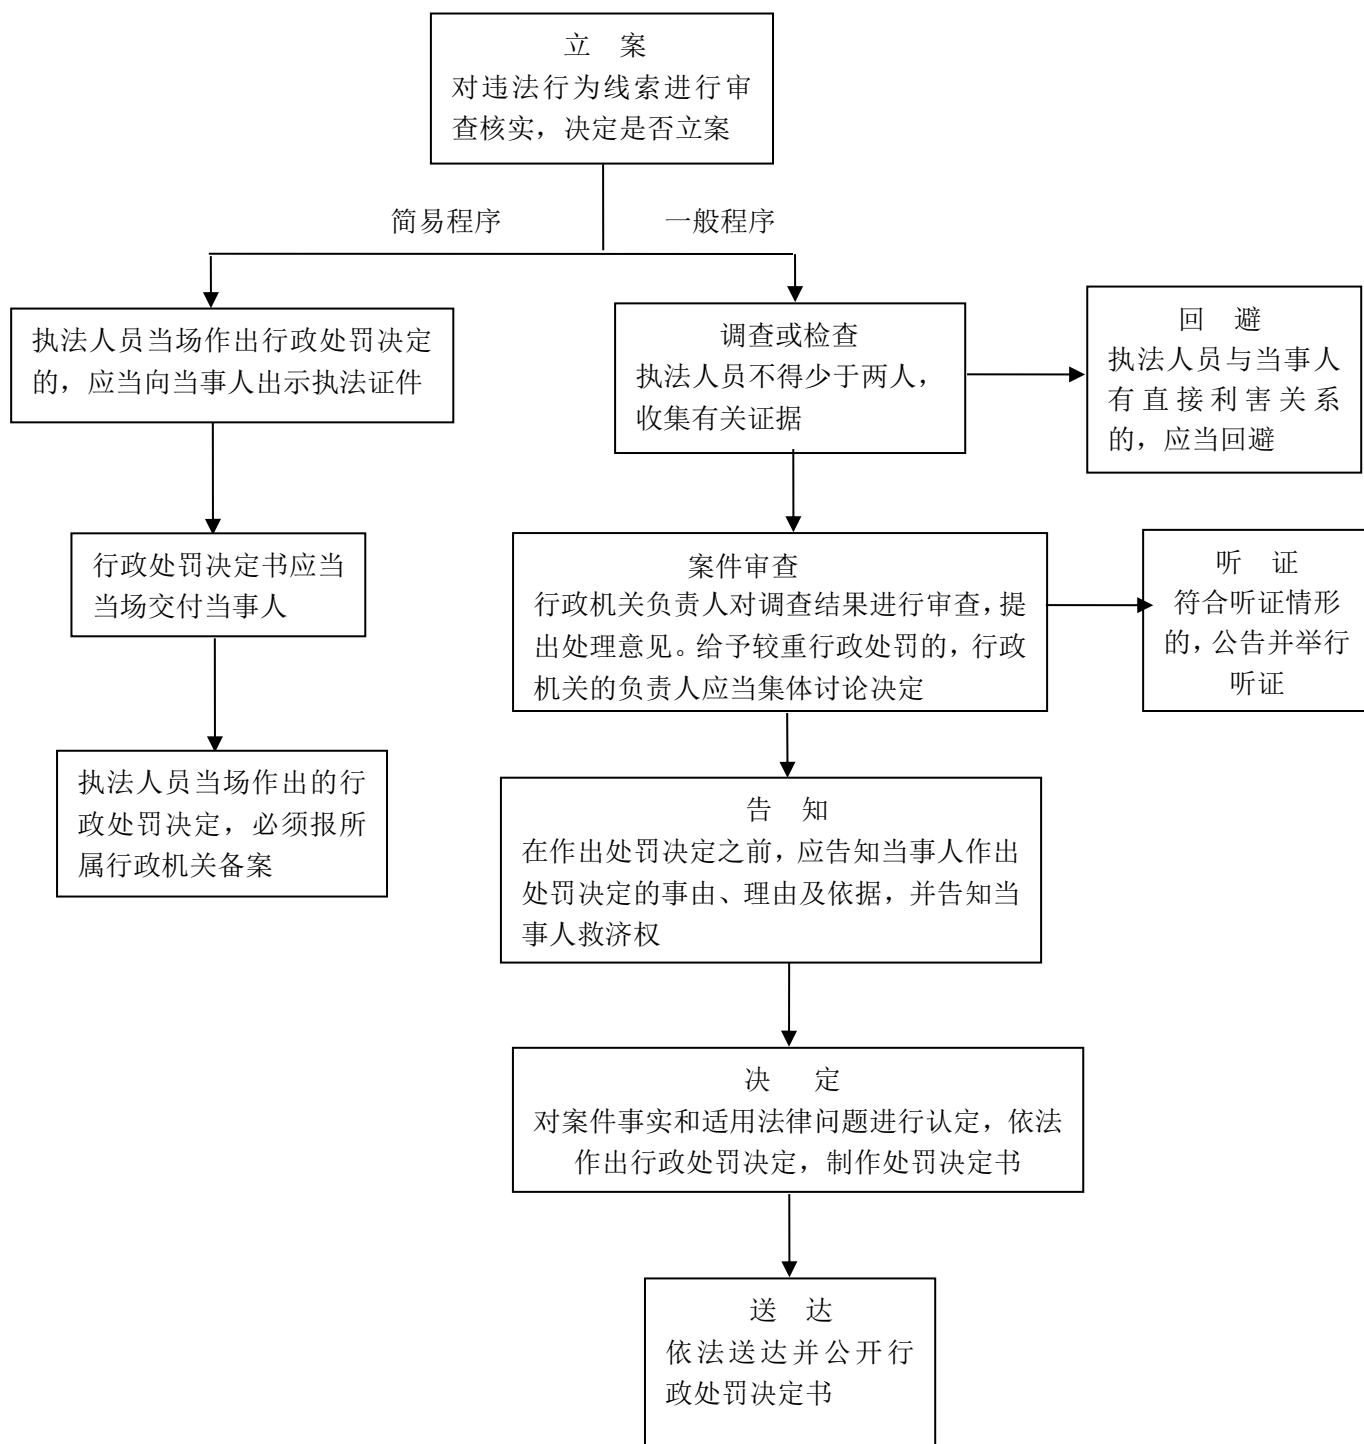 立 案
对违法行为线索进行审
查核实，决定是否立案
简易程序
一般程序
执法人员当场作出行政处罚决定
的，应当向当事人出示执法证件
调查或检查
执法人员不得少于两人，
收集有关证据
回 避
执法人员与当事人
有直接利害关系
的，应当回避
行政处罚决定书应当
当场交付当事人
案件审查
行政机关负责人对调查结果进行审查，提
出处理意见。给予较重行政处罚的，行政
机关的负责人应当集体讨论决定
听 证
符合听证情形
的，公告并举行
听证
执法人员当场作出的行
政处罚决定，必须报所
属行政机关备案
告 知
在作出处罚决定之前，应告知当事人作出
处罚决定的事由、理由及依据，并告知当
事人救济权
决 定
对案件事实和适用法律问题进行认定，依法
作出行政处罚决定，制作处罚决定书
送 达
依法送达并公开行
政处罚决定书